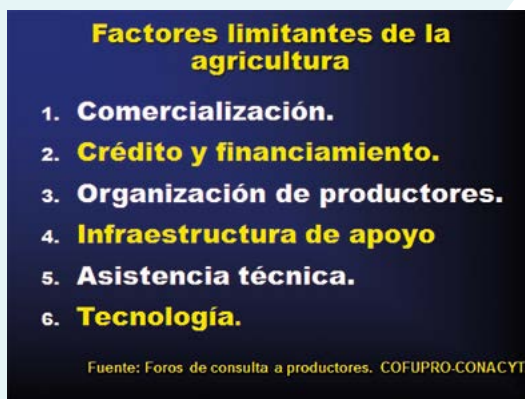 Factores limitantes de la
agricultura
1. Comercialización.
2. Crédito y financiamiento.
3. Organización de productores.
4. Infraestructura de apoyo
5. Asistencia técnica.
6. Tecnología.
Fuente: Foros de consulta a productores. COFUPRO-CONACYT